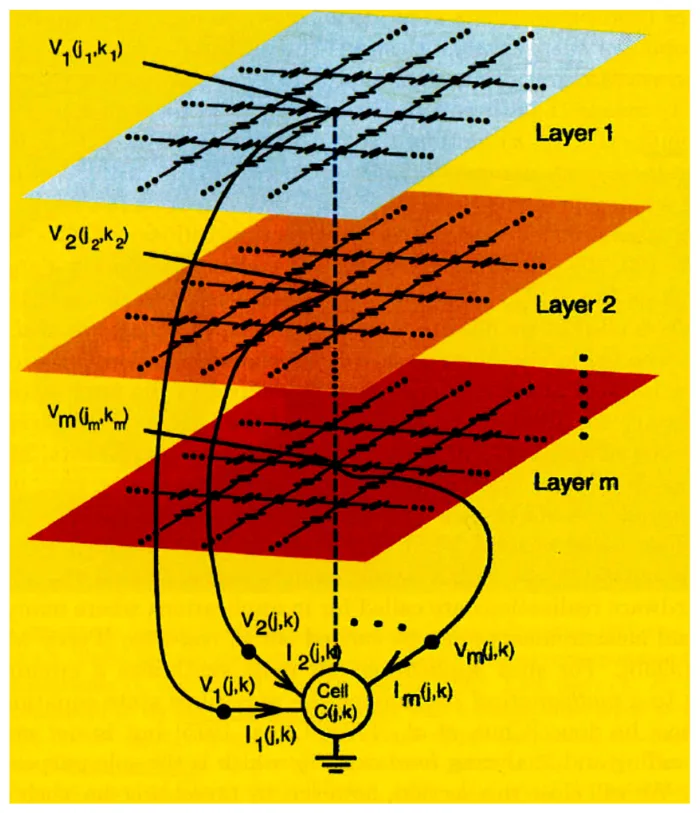 V₁(j₁,k₁)
Layer 1
V₂(j₂,k₂)
Layer 2
Vₘ(jₘ,kₘ)
Layer m
V₂(j,k)
I₂(j,k)
Vₘ(j,k)
V₁(j,k)
Cell
C(j,k)
Iₘ(j,k)
I₁(j,k)